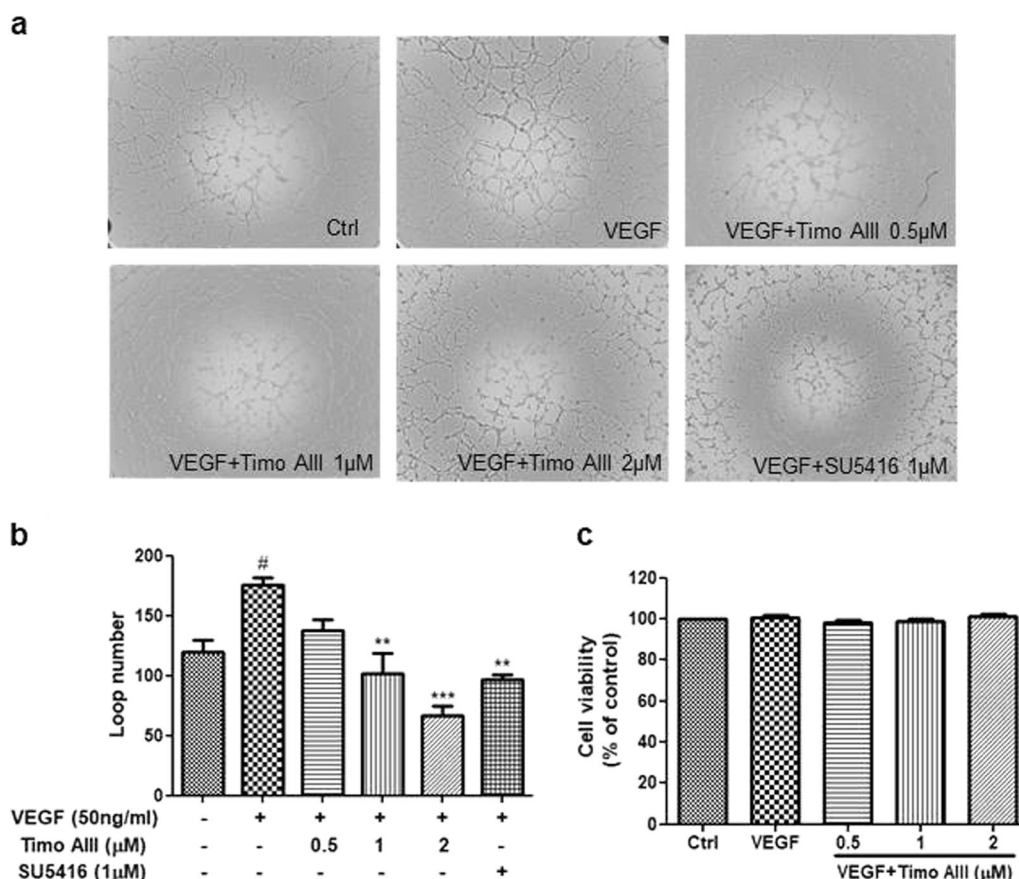 a
Ctrl
VEGF
VEGF+Timo AIII 0.5μM
VEGF+Timo AIII 1μM
VEGF+Timo AIII 2μM
VEGF+SU5416 1μM
b
Loop number
200
150
100
50
0
#
**
***
**
VEGF (50ng/ml) - + + + + +
Timo AIII (μM) - - 0.5 1 2 -
SU5416 (1μM) - - - - - +
c
Cell viability
(% of control)
120
100
80
60
40
20
0
Ctrl VEGF 0.5 1 2
VEGF+Timo AIII (μM)